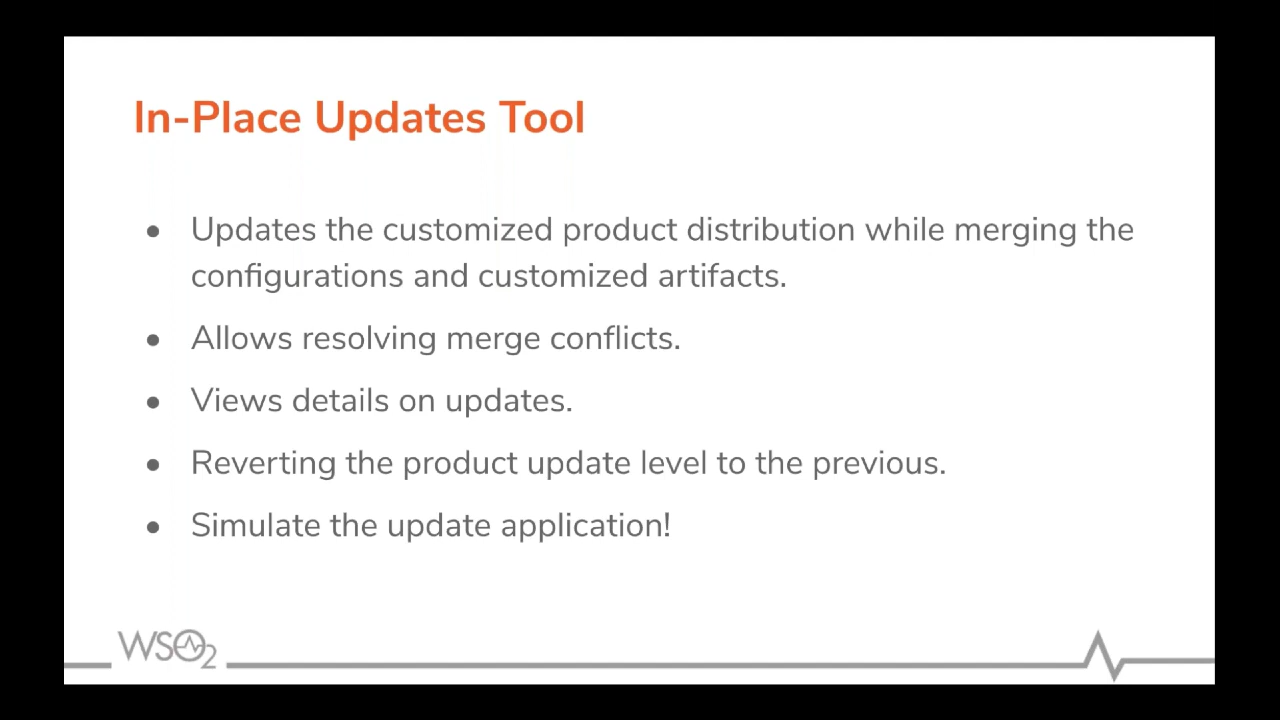 In-Place Updates Tool
● Updates the customized product distribution while merging the
configurations and customized artifacts.
● Allows resolving merge conflicts.
● Views details on updates.
● Reverting the product update level to the previous.
● Simulate the update application!
WSO2